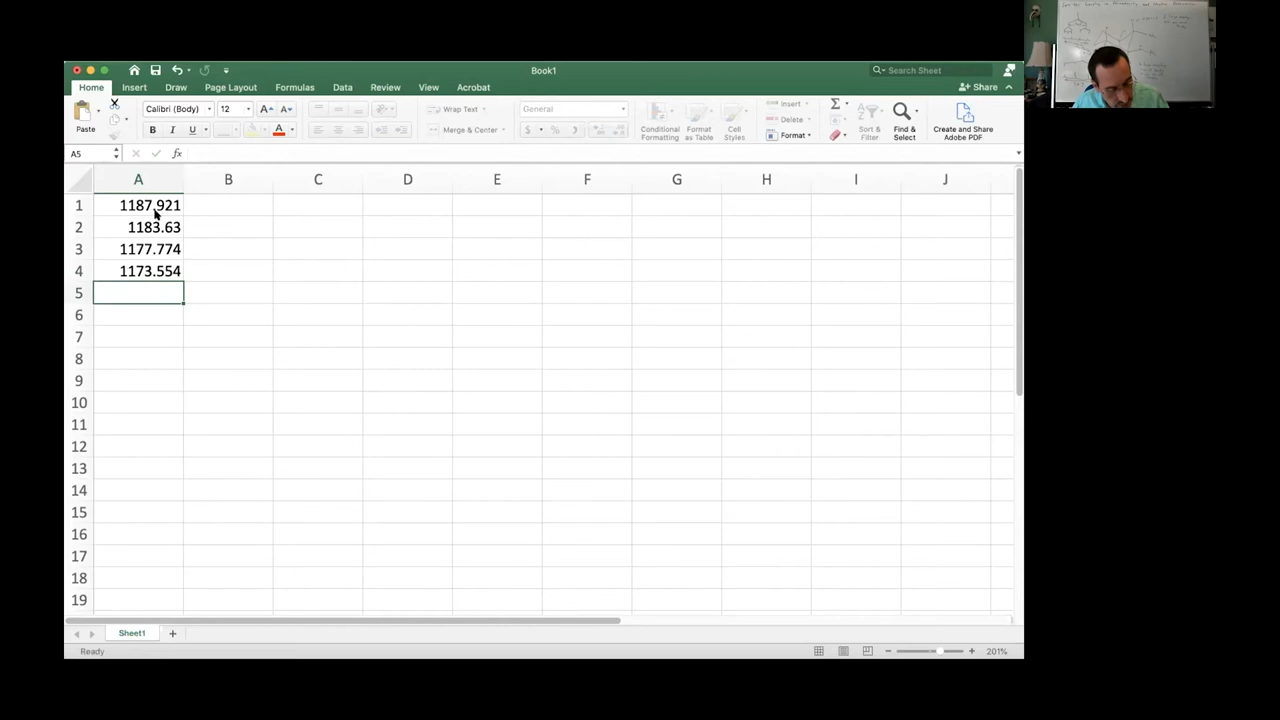 Book1
Search Sheet
Home Insert Draw Page Layout Formulas Data Review View Acrobat Share
Paste
Calibri (Body) 12 A A
B I U A
Wrap Text
Merge & Center
General
$ % )
Conditional Formatting
Format as Table
Cell Styles
Insert
Delete
Format
Σ
Sort & Filter
Find & Select
Create and Share Adobe PDF
A5 fx
A B C D E F G H I J
1 1187.921
2 1183.63
3 1177.774
4 1173.554
5
6
7
8
9
10
11
12
13
14
15
16
17
18
19
Sheet1
Ready 201%